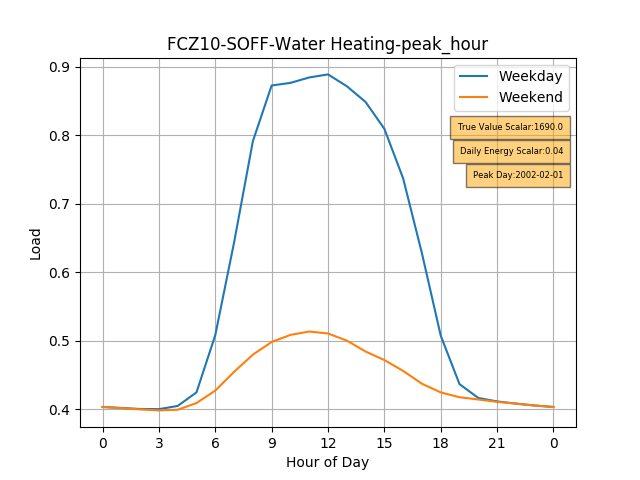 FCZ10-SOFF-Water Heating-peak_hour
0.9
0.8
0.7
0.6
0.5
0.4
Load
Weekday
Weekend
True Value Scalar:1690.0
Daily Energy Scalar:0.04
Peak Day:2002-02-01
0 3 6 9 12 15 18 21 0
Hour of Day